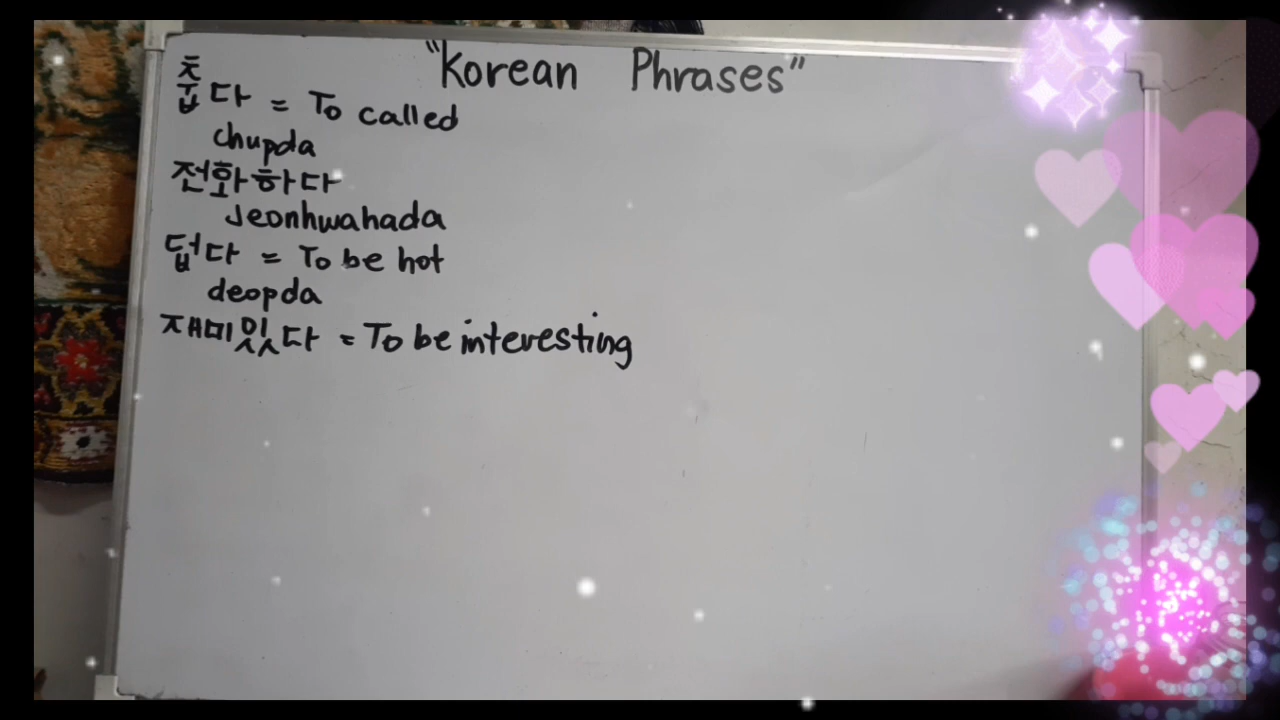 "Korean Phrases"
춥다 = To called
chupda
전화하다
Jeonhwahada
덥다 = To be hot
deopda
재미있다 = To be interesting